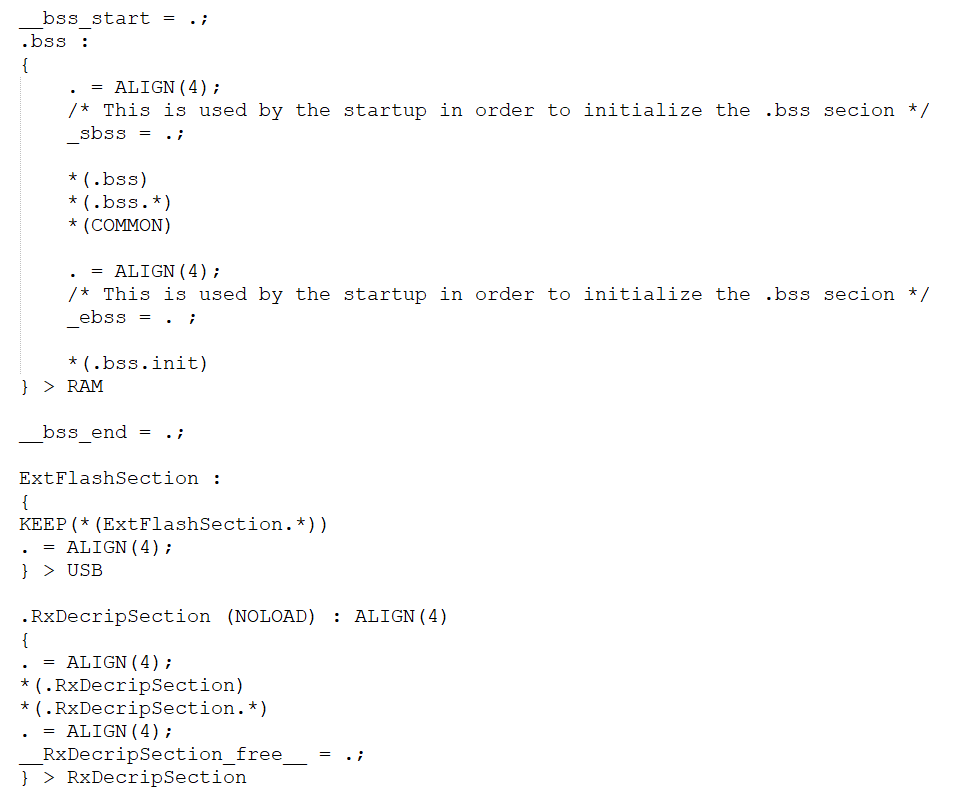 __bss_start = .;
.bss :
{
    . = ALIGN(4);
    /* This is used by the startup in order to initialize the .bss secion */
    _sbss = .;

    *(.bss)
    *(.bss.*)
    *(COMMON)

    . = ALIGN(4);
    /* This is used by the startup in order to initialize the .bss secion */
    _ebss = . ;

    *(.bss.init)
} > RAM

__bss_end = .;

ExtFlashSection :
{
KEEP(*(ExtFlashSection.*))
. = ALIGN(4);
} > USB

.RxDecripSection (NOLOAD) : ALIGN(4)
{
. = ALIGN(4);
*(.RxDecripSection)
*(.RxDecripSection.*)
. = ALIGN(4);
__RxDecripSection_free__ = .;
} > RxDecripSection